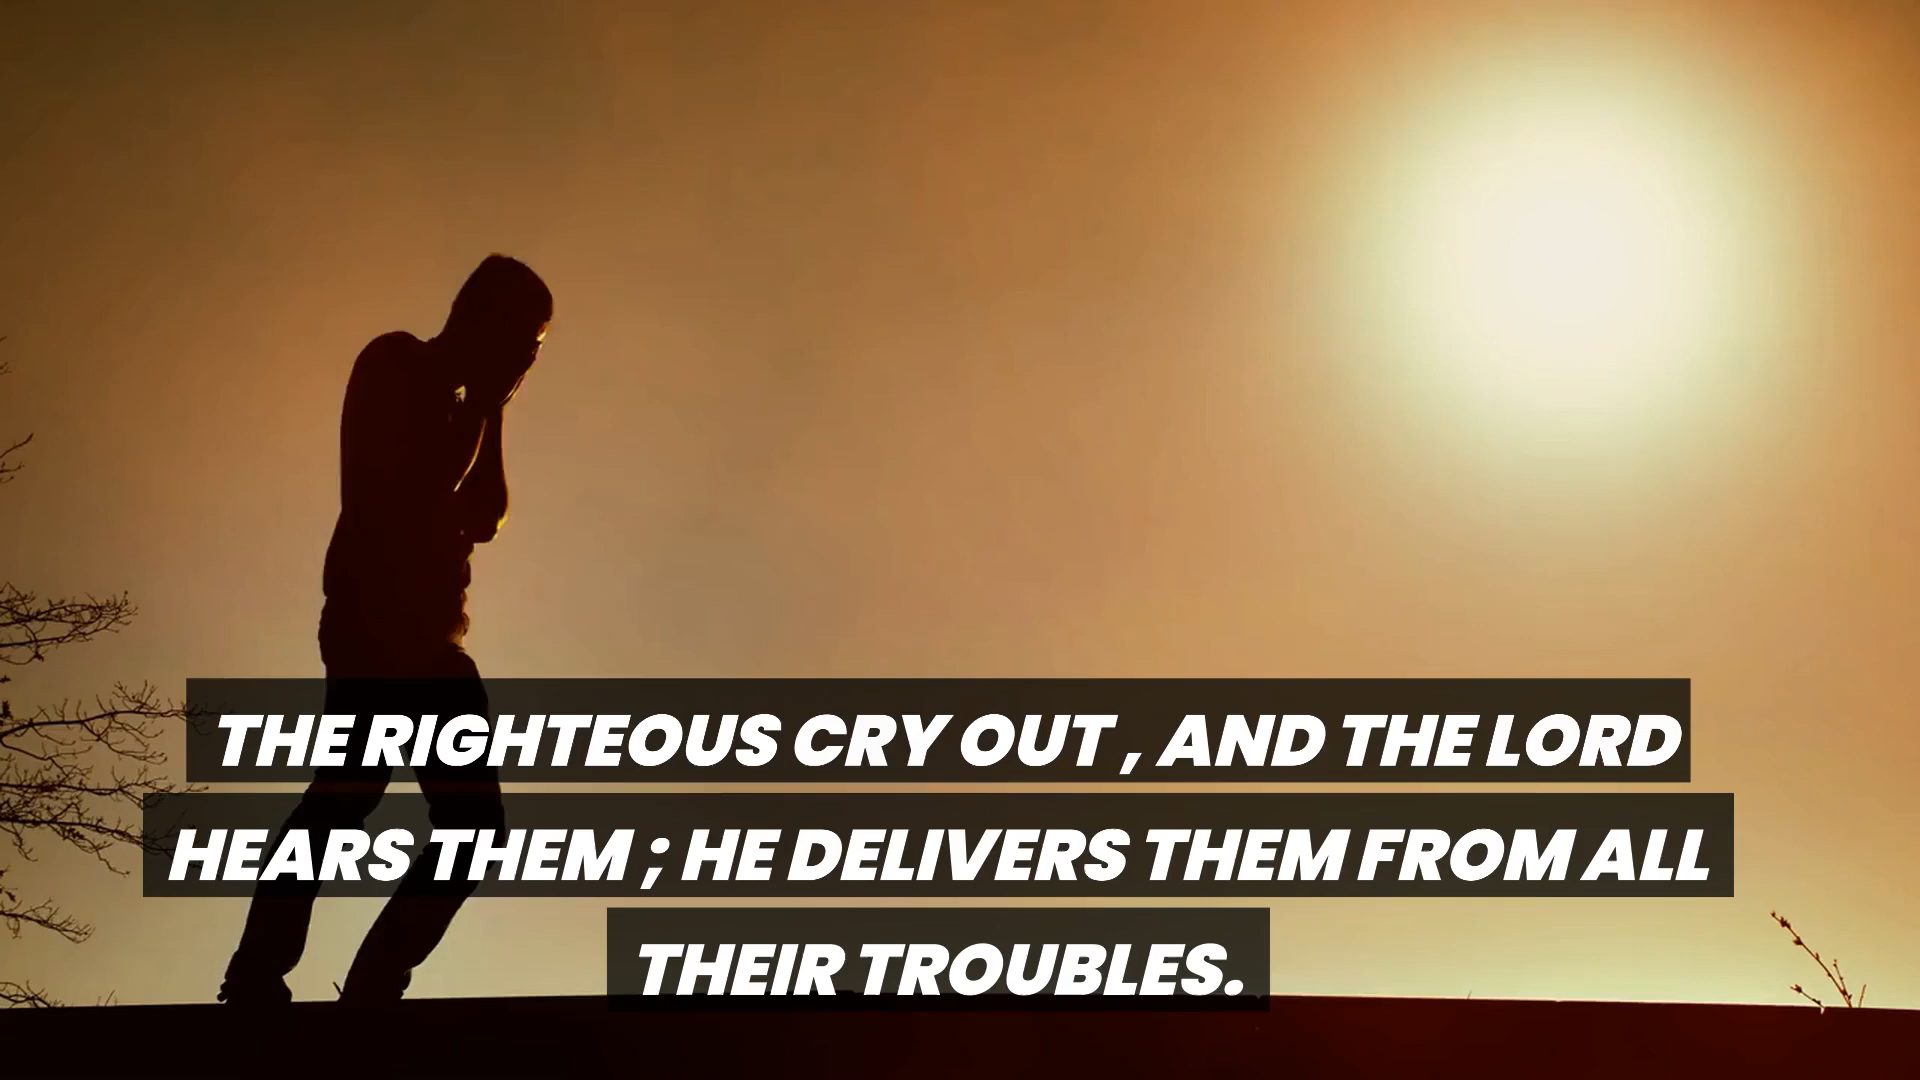 THE RIGHTEOUS CRY OUT , AND THE LORD
HEARS THEM ; HE DELIVERS THEM FROM ALL
THEIR TROUBLES.